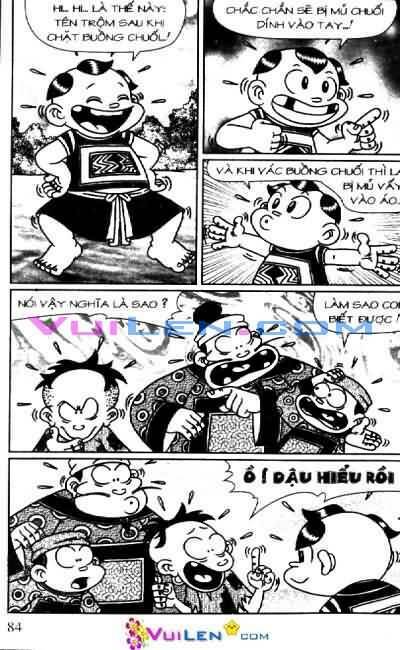 HI.. HI.. LÀ THẾ NÀY:
TÊN TRỘM SAU KHI
CHẶT BUỒNG CHUỐI..!
CHẮC CHẮN SẼ BỊ MỦ CHUỐI
DÍNH VÀO TAY...!
VÀ KHI VÁC BUỒNG CHUỐI THÌ LẠ
BỊ MỦ VẤY
VÀO ÁO..
NÓI VẬY NGHĨA LÀ SAO ?
LÀM SAO CON
BIẾT ĐƯỢC !
VUILEN.COM
Ồ ! DẬU HIỂU RỒI
84
VUILEN.COM